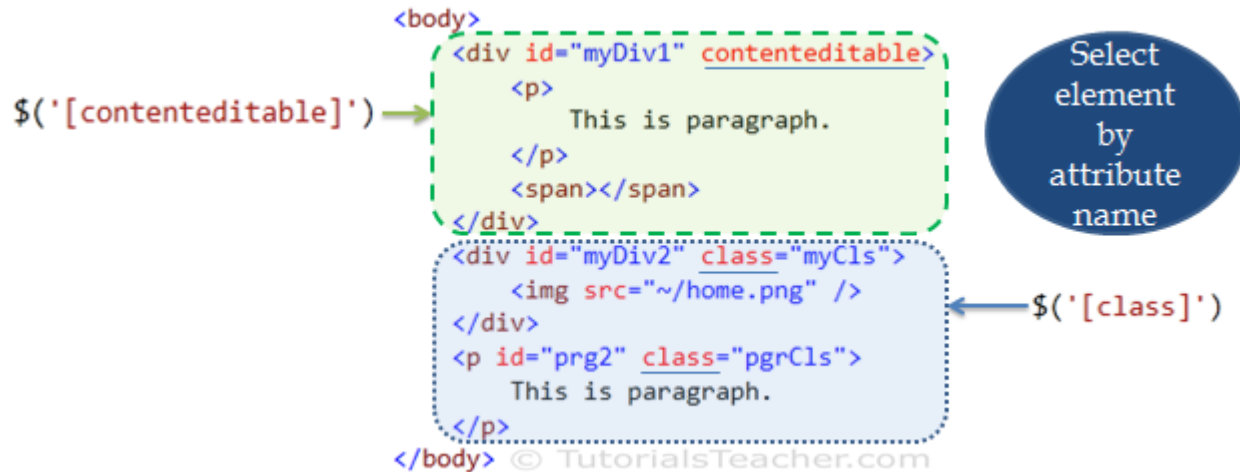 <body>
<div id="myDiv1" contenteditable>
<p>
This is paragraph.
</p>
<span></span>
</div>
<div id="myDiv2" class="myCls">
<img src="~/home.png" />
</div>
<p id="prg2" class="pgrCls">
This is paragraph.
</p>
</body>
© TutorialsTeacher.com
$('[contenteditable]')
Select
element
by
attribute
name
$('[class]')